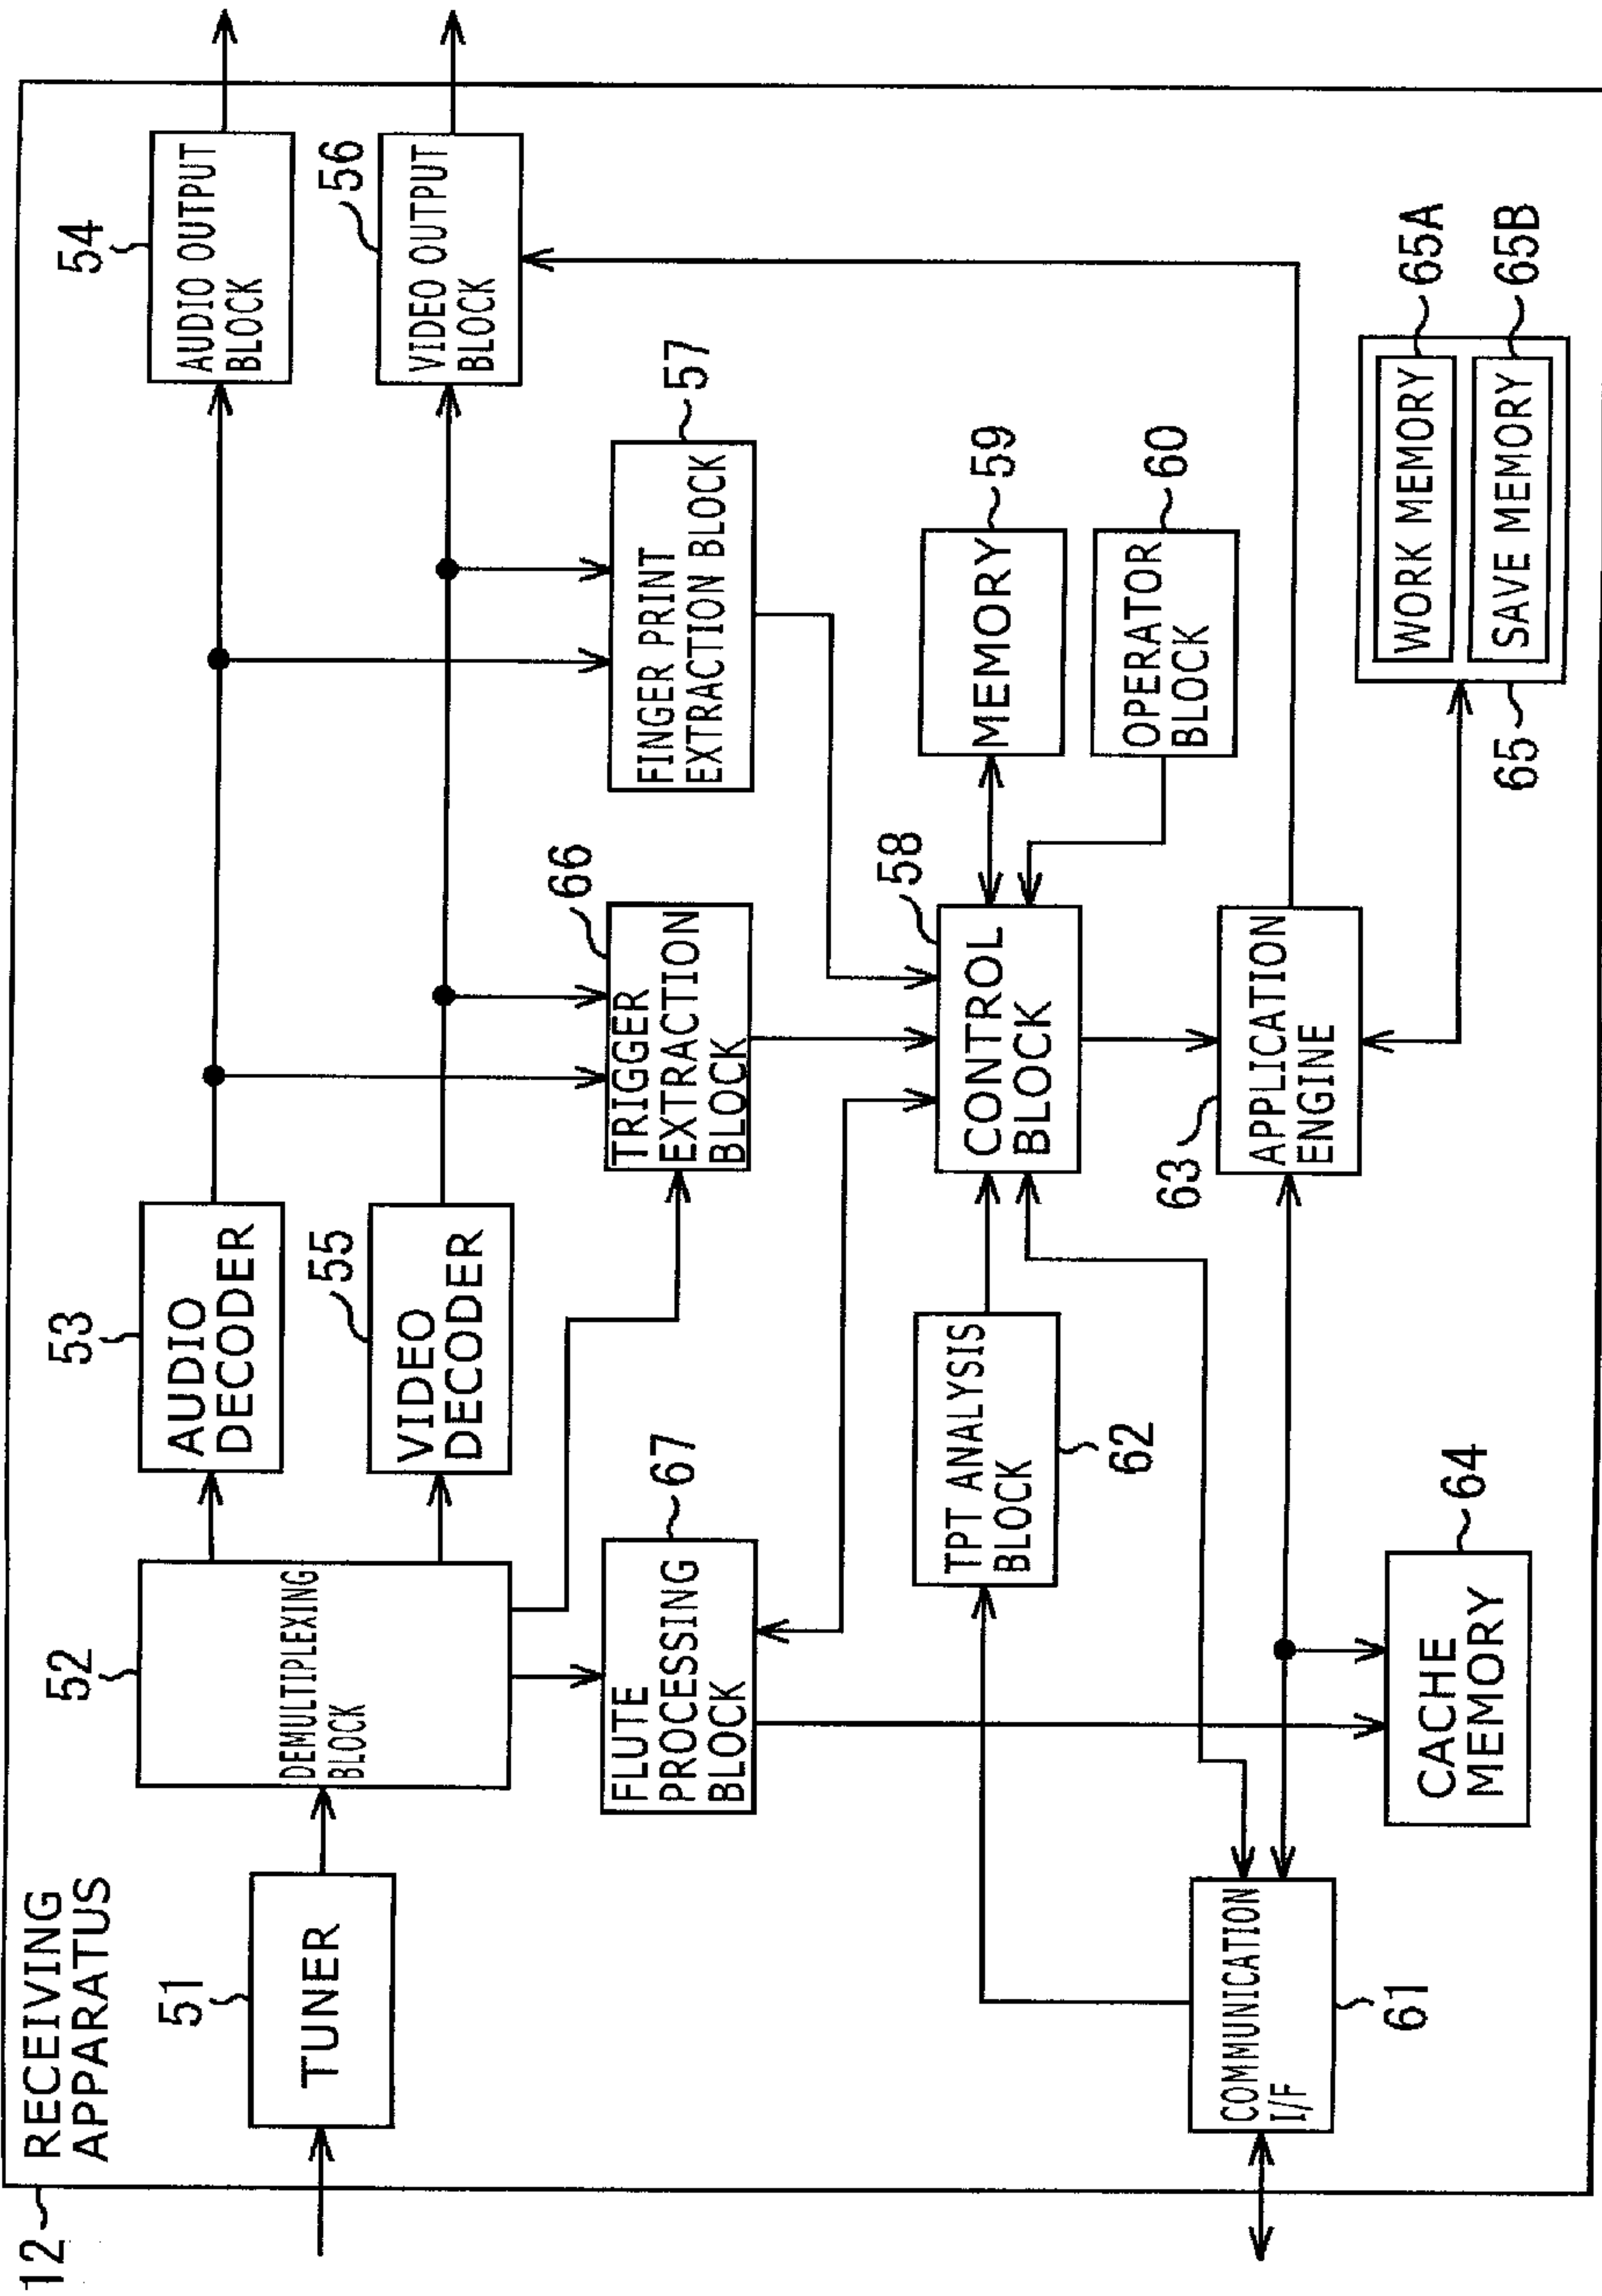 12
RECEIVING
APPARATUS
51
TUNER
52
DEMULTIPLEXING
BLOCK
53
AUDIO
DECODER
54
AUDIO OUTPUT
BLOCK
55
VIDEO
DECODER
56
VIDEO OUTPUT
BLOCK
67
FLUTE
PROCESSING
BLOCK
66
TRIGGER
EXTRACTION
BLOCK
57
FINGER PRINT
EXTRACTION BLOCK
62
TPT ANALYSIS
BLOCK
58
CONTROL
BLOCK
59
MEMORY
60
OPERATOR
BLOCK
61
COMMUNICATION
I/F
64
CACHE
MEMORY
63
APPLICATION
ENGINE
65
WORK MEMORY
65A
SAVE MEMORY
65B